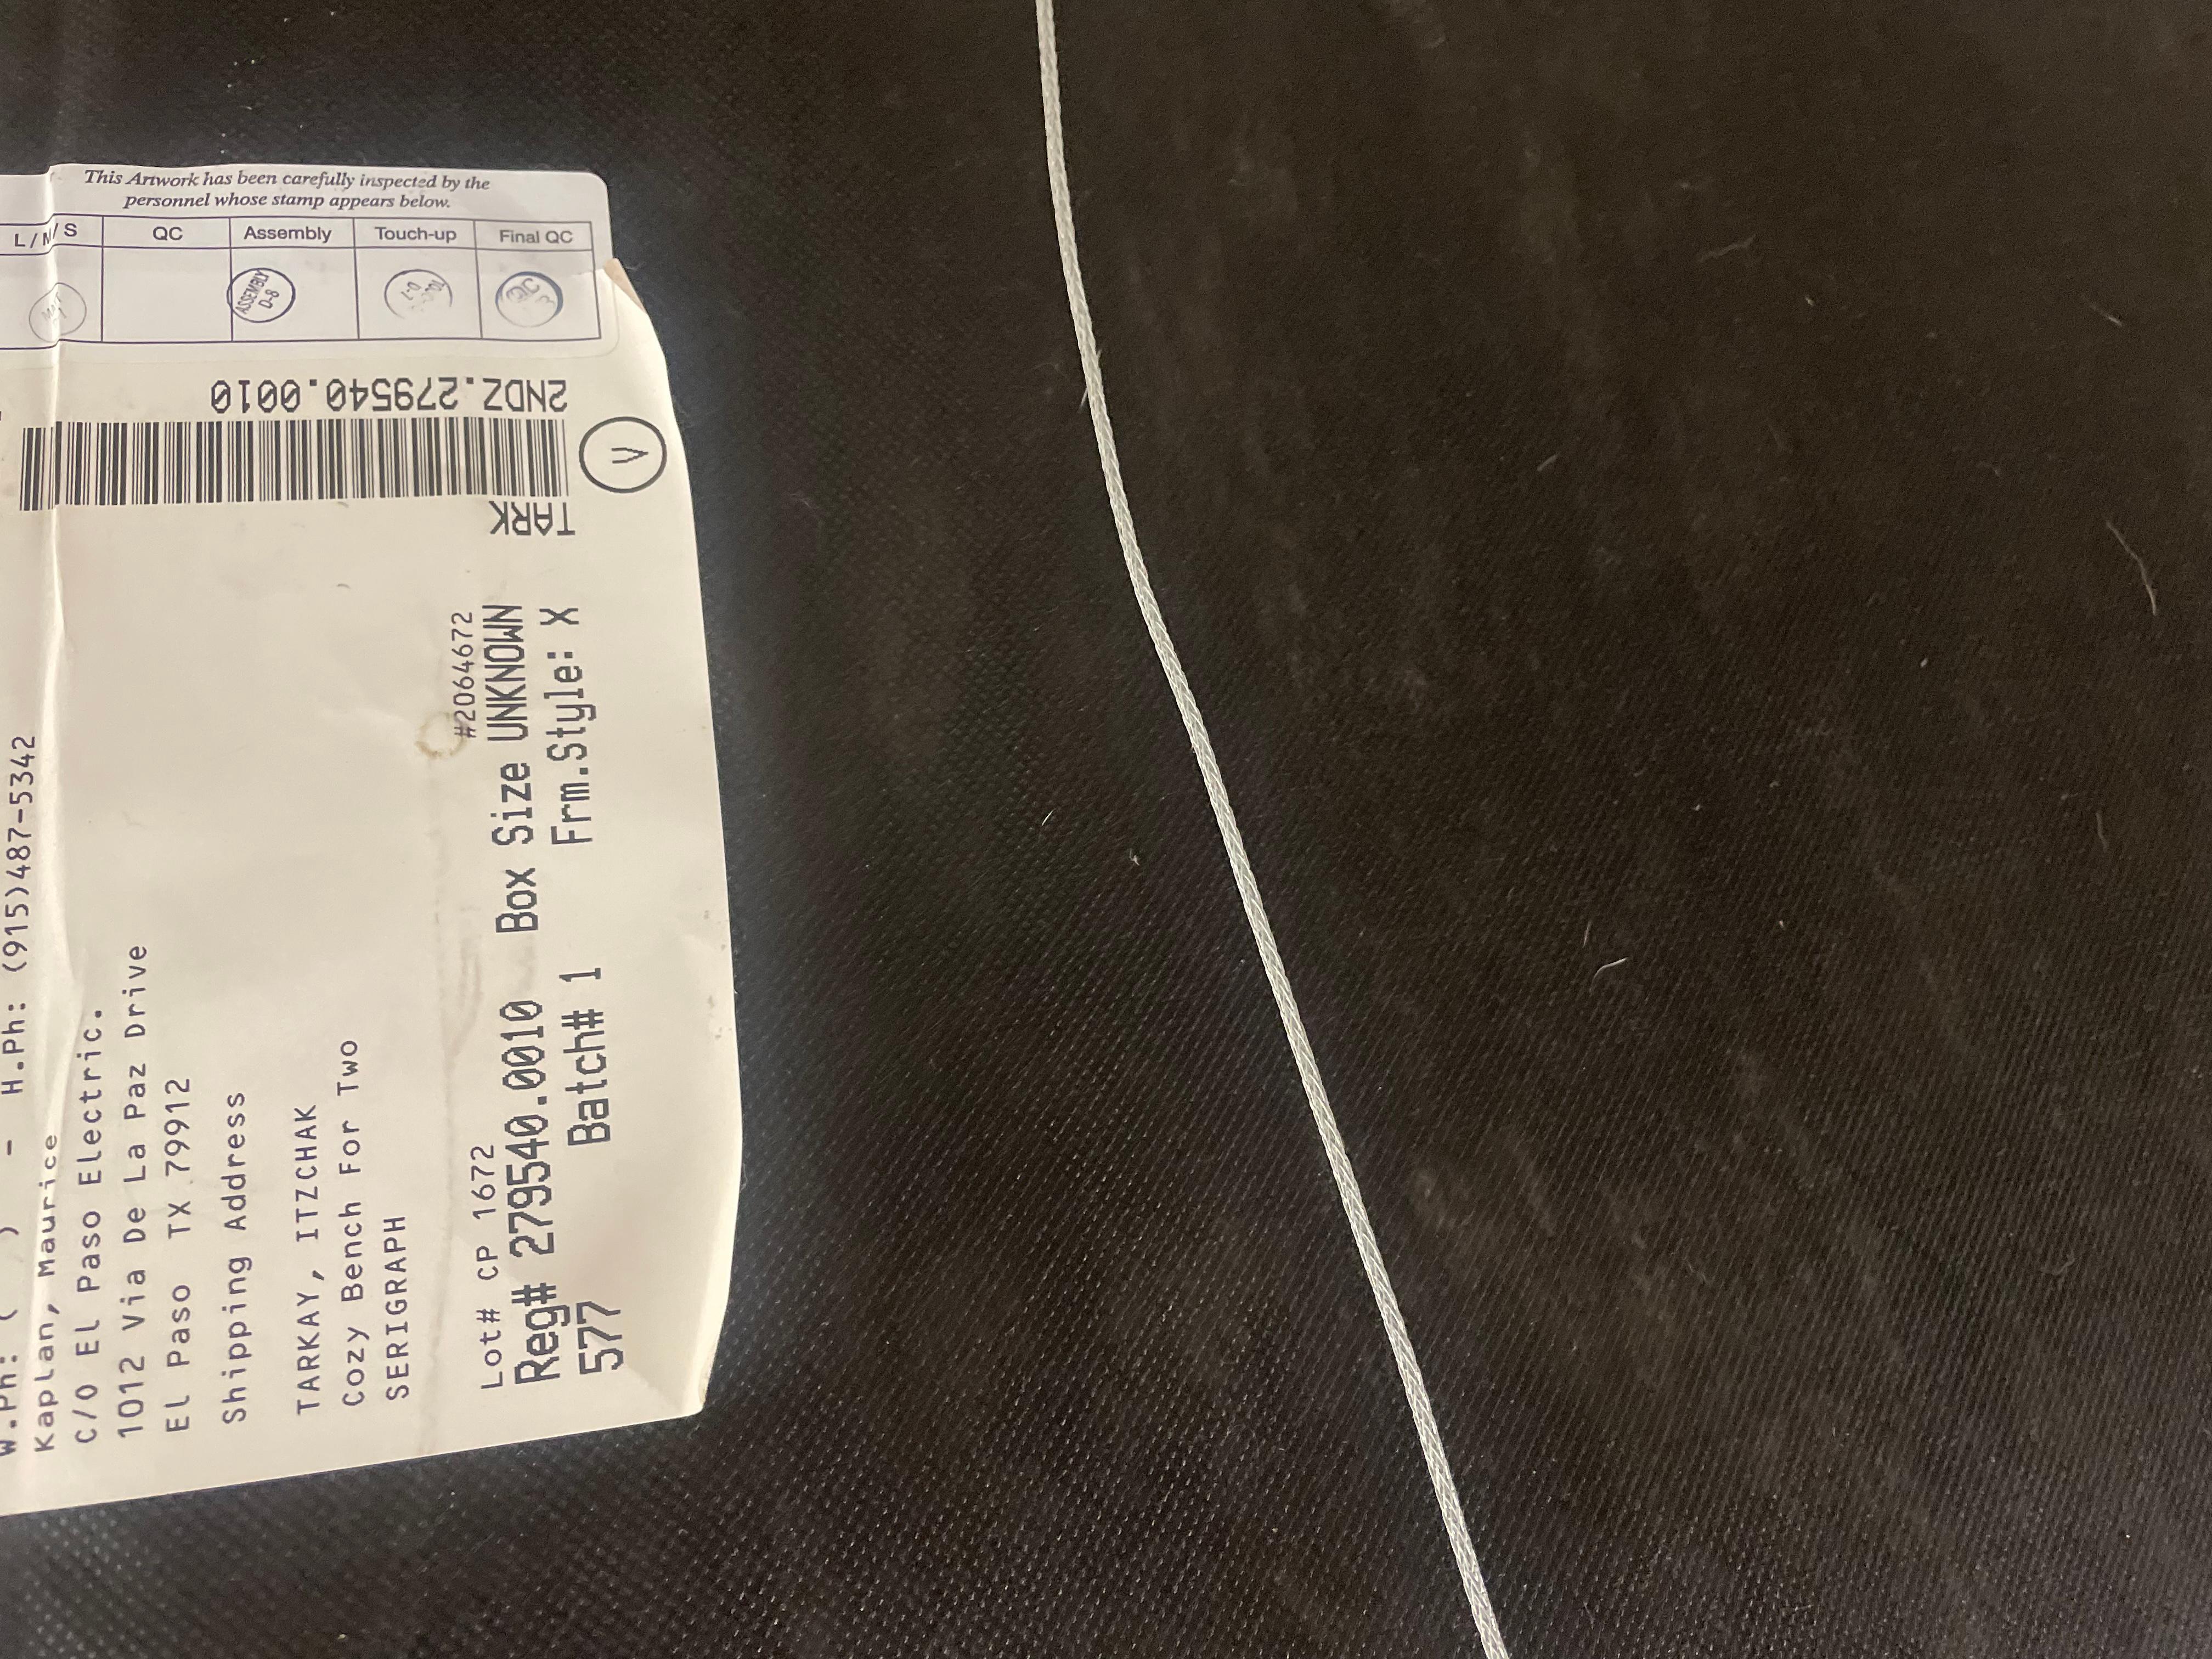 This Artwork has been carefully inspected by the
personnel whose stamp appears below.
L/M/S QC Assembly Touch-up Final QC
ASSEMBLY
D-8
QC
2NDZ.279540.0010
TARK
V
W.Ph: ( ) - H.Ph: (915)487-5342
Kaplan, Maurice
C/O El Paso Electric.
1012 Via De La Paz Drive
El Paso TX 79912
Shipping Address
TARKAY, ITZCHAK
Cozy Bench For Two
SERIGRAPH
#2064672
Lot# CP 1672
Reg# 279540.0010 Box Size UNKNOWN
577 Batch# 1 Frm.Style: X